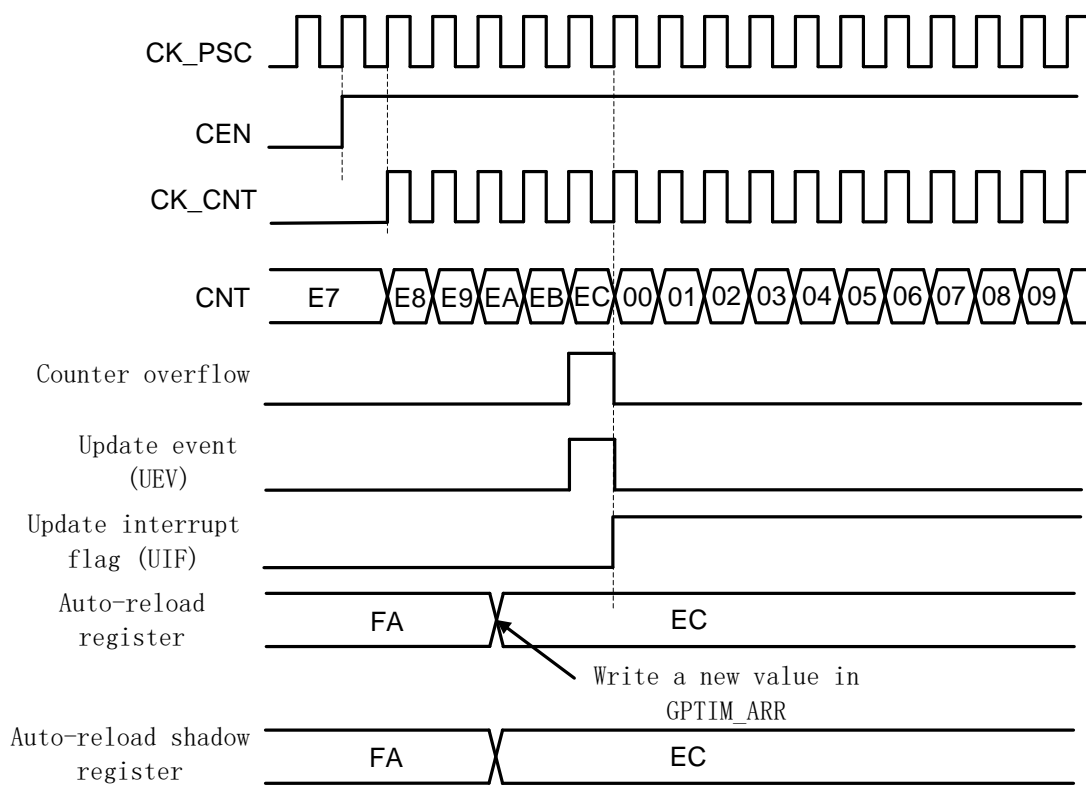 CK_PSC
CEN
CK_CNT
CNT E7 E8 E9 EA EB EC 00 01 02 03 04 05 06 07 08 09
Counter overflow
Update event
(UEV)
Update interrupt
flag (UIF)
Auto-reload
register
FA EC
Write a new value in
GPTIM_ARR
Auto-reload shadow
register
FA EC